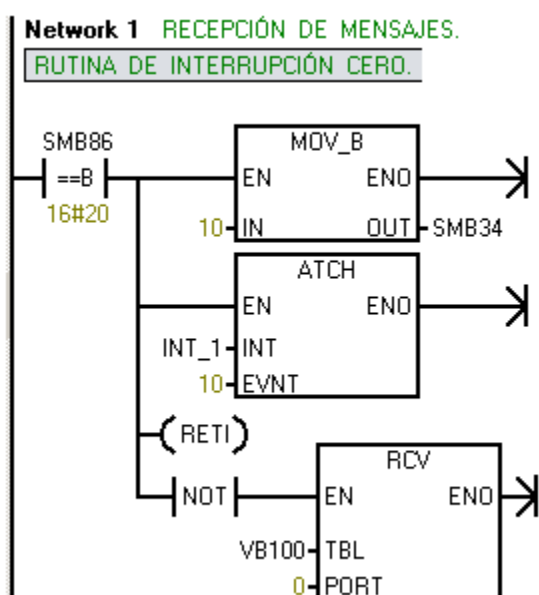 Network 1 RECEPCIÓN DE MENSAJES.
RUTINA DE INTERRUPCIÓN CERO.
SMB86
==B
16#20
MOV_B
EN ENO
10 IN OUT SMB34
ATCH
EN ENO
INT_1 INT
10 EVNT
RETI
NOT
RCV
EN ENO
VB100 TBL
0 PORT